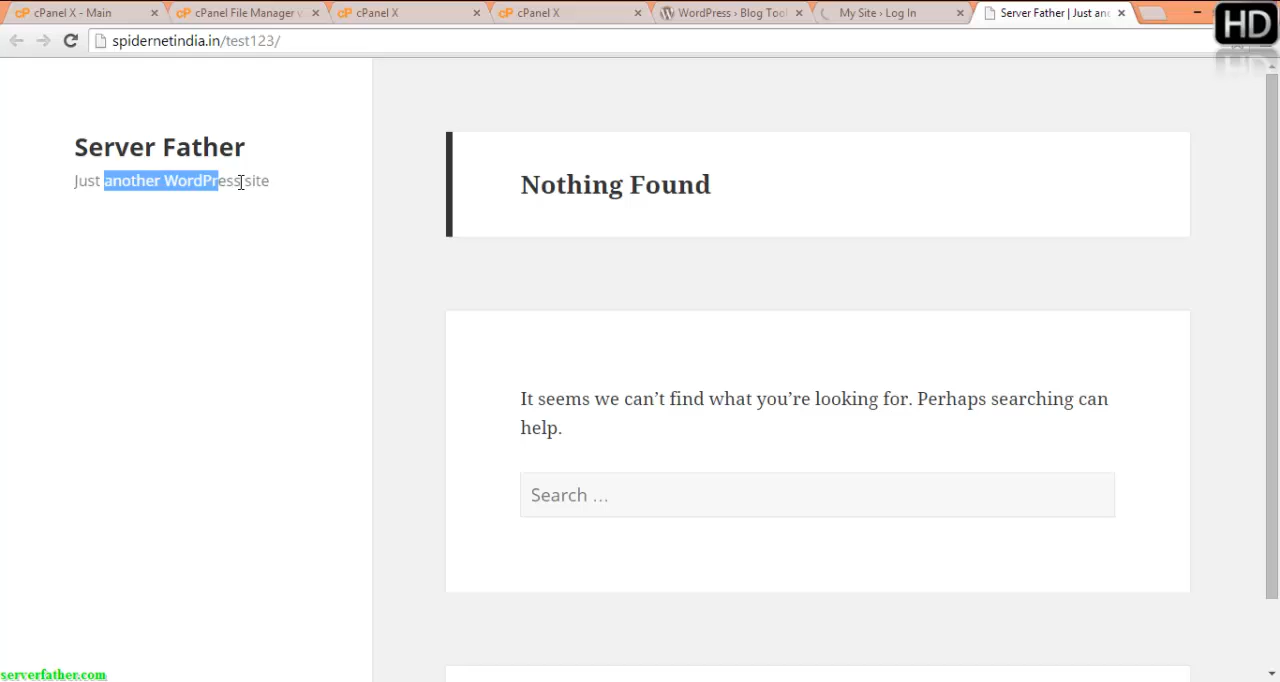 cPanel X - Main
cPanel File Manager v
cPanel X
cPanel X
WordPress › Blog Tool
My Site › Log In
Server Father | Just an
HD
spidernetindia.in/test123/
Server Father
Just another WordPress site
Nothing Found
It seems we can’t find what you’re looking for. Perhaps searching can
help.
Search …
serverfather.com